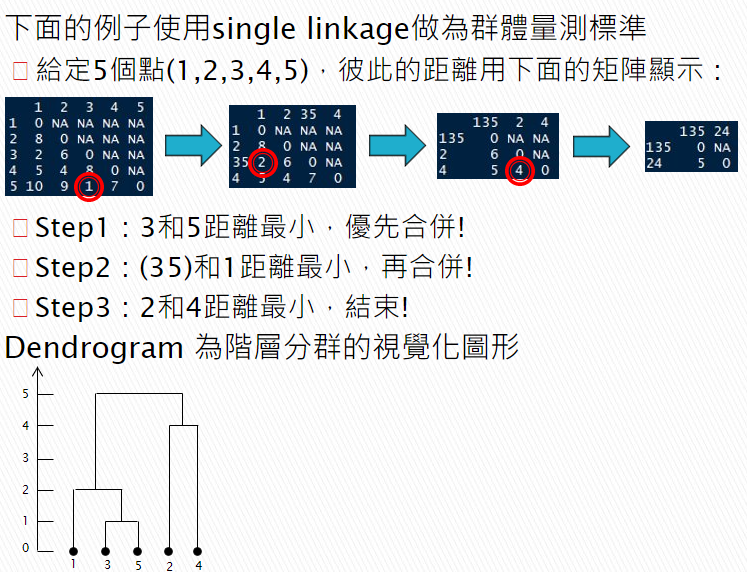 下面的例子使用single linkage做為群體量測標準
給定5個點(1,2,3,4,5)，彼此的距離用下面的矩陣顯示：
1 2 3 4 5
1 0 NA NA NA NA
2 8 0 NA NA NA
3 2 6 0 NA NA
4 5 4 8 0 NA
5 10 9 1 7 0
1 2 35 4
1 0 NA NA NA
2 8 0 NA NA
35 2 6 0 NA
4 5 4 7 0
135 2 4
135 0 NA NA
2 6 0 NA
4 5 4 0
135 24
135 0 NA
24 5 0
Step1：3和5距離最小，優先合併!
Step2：(35)和1距離最小，再合併!
Step3：2和4距離最小，結束!
Dendrogram 為階層分群的視覺化圖形
5
4
3
2
1
0
1 3 5 2 4